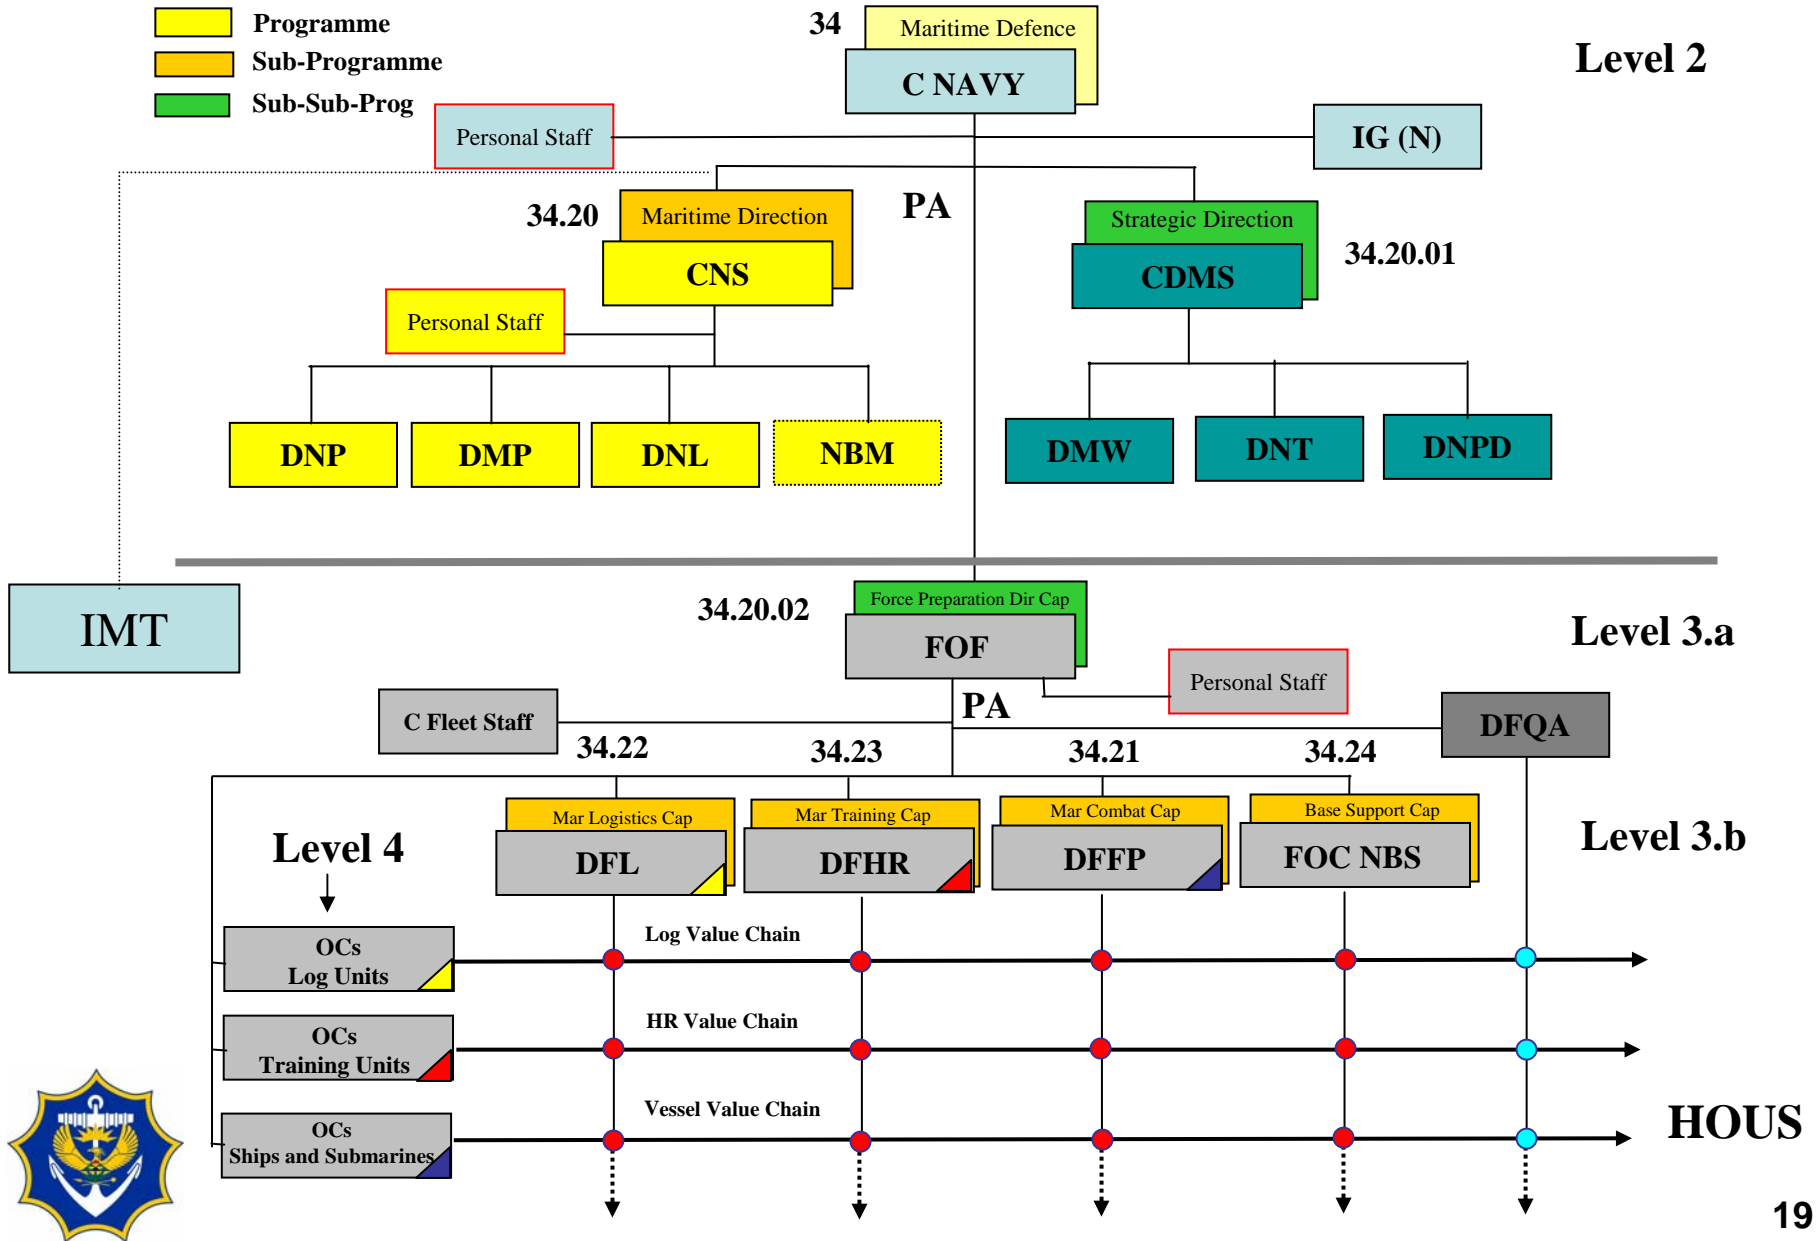 Programme
Sub-Programme
Sub-Sub-Prog
34
Maritime Defence
C NAVY
Level 2
Personal Staff
IG (N)
34.20
Maritime Direction
CNS
PA
Strategic Direction
CDMS
34.20.01
Personal Staff
DNP
DMP
DNL
NBM
DMW
DNT
DNPD
IMT
34.20.02
Force Preparation Dir Cap
FOF
Level 3.a
Personal Staff
C Fleet Staff
PA
DFQA
34.22
34.23
34.21
34.24
Mar Logistics Cap
DFL
Mar Training Cap
DFHR
Mar Combat Cap
DFFP
Base Support Cap
FOC NBS
Level 3.b
Level 4
OCs
Log Units
Log Value Chain
OCs
Training Units
HR Value Chain
OCs
Ships and Submarines
Vessel Value Chain
HOUS
19